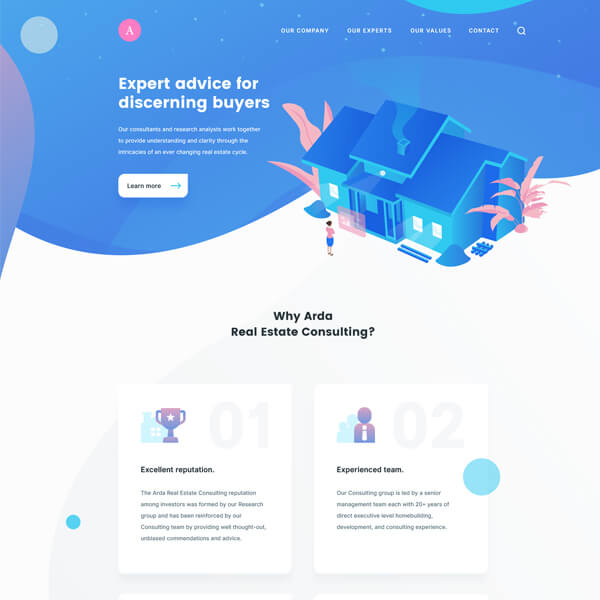 A
OUR COMPANY OUR EXPERTS OUR VALUES CONTACT
Expert advice for
discerning buyers
Our consultants and research analysts work together
to provide understanding and clarity through the
intricacies of an ever changing real estate cycle.
Learn more
Why Arda
Real Estate Consulting?
01
Excellent reputation.
The Arda Real Estate Consulting reputation
among investors was formed by our Research
group and has been reinforced by our
Consulting team by providing well thought-out,
unbiased commendations and advice.
02
Experienced team.
Our Consulting group is led by a senior
management team each with 20+ years of
direct executive level homebuilding,
development, and consulting experience.